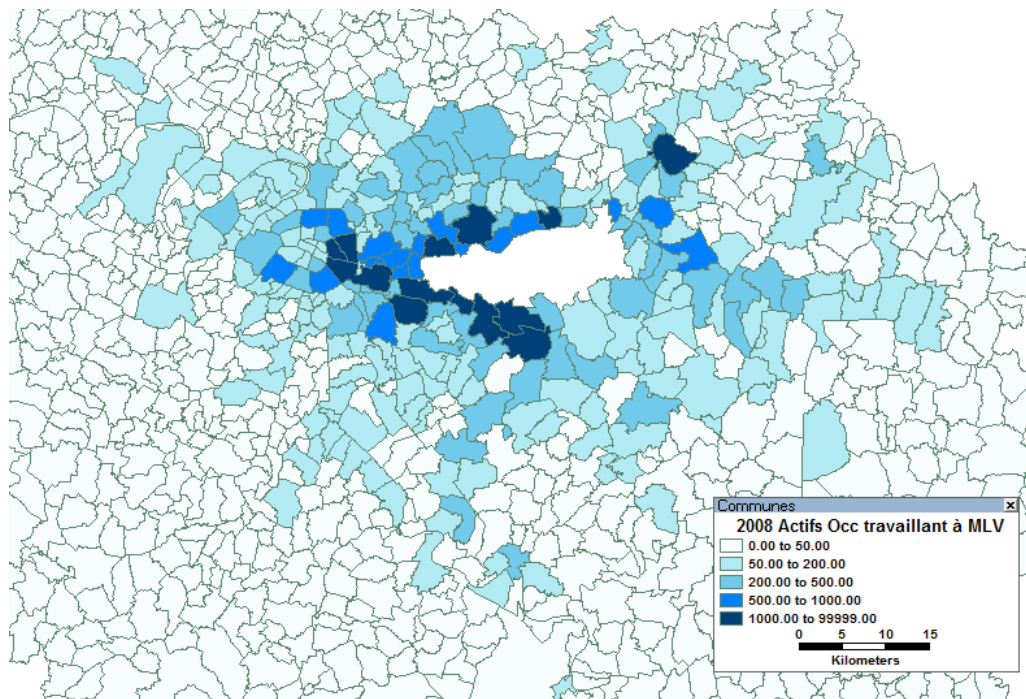 Communes
2008 Actifs Occ travaillant à MLV
0.00 to 50.00
50.00 to 200.00
200.00 to 500.00
500.00 to 1000.00
1000.00 to 99999.00
0 5 10 15
Kilometers